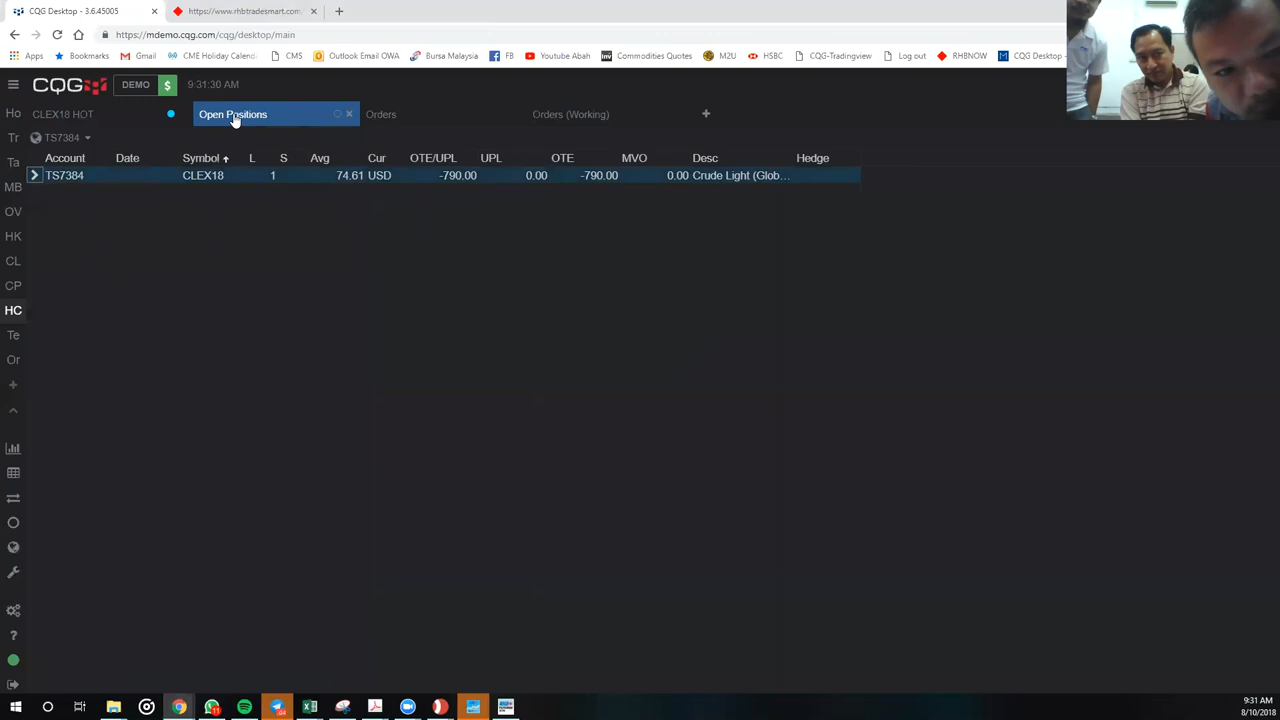 CQG Desktop - 3.6.45005
https://www.rhbtradesmart.com
https://mdemo.cqg.com/cqg/desktop/main
Apps Bookmarks Gmail CME Holiday Calenda Outlook Email OWA CMS Bursa Malaysia FB Youtube Abah Commodities Quotes M2U HSBC CQG-Tradingview Log out RHBNOW CQG Desktop -
CQG DEMO $ 9:31:30 AM
Ho CLEX18 HOT Open Positions Orders Orders (Working)
Tr TS7384
Ta Account Date Symbol L S Avg Cur OTE/UPL UPL OTE MVO Desc Hedge
TS7384 CLEX18 1 74.61 USD -790.00 0.00 -790.00 0.00 Crude Light (Glob...
MB
OV
HK
CL
CP
HC
Te
Or
?
11
9:31 AM
8/10/2018